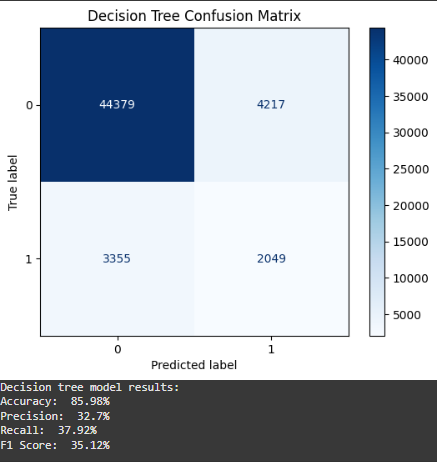 Decision Tree Confusion Matrix
True label
0
44379
4217
1
3355
2049
0
1
Predicted label
40000
35000
30000
25000
20000
15000
10000
5000
Decision tree model results:
Accuracy:  85.98%
Precision:  32.7%
Recall:  37.92%
F1 Score:  35.12%